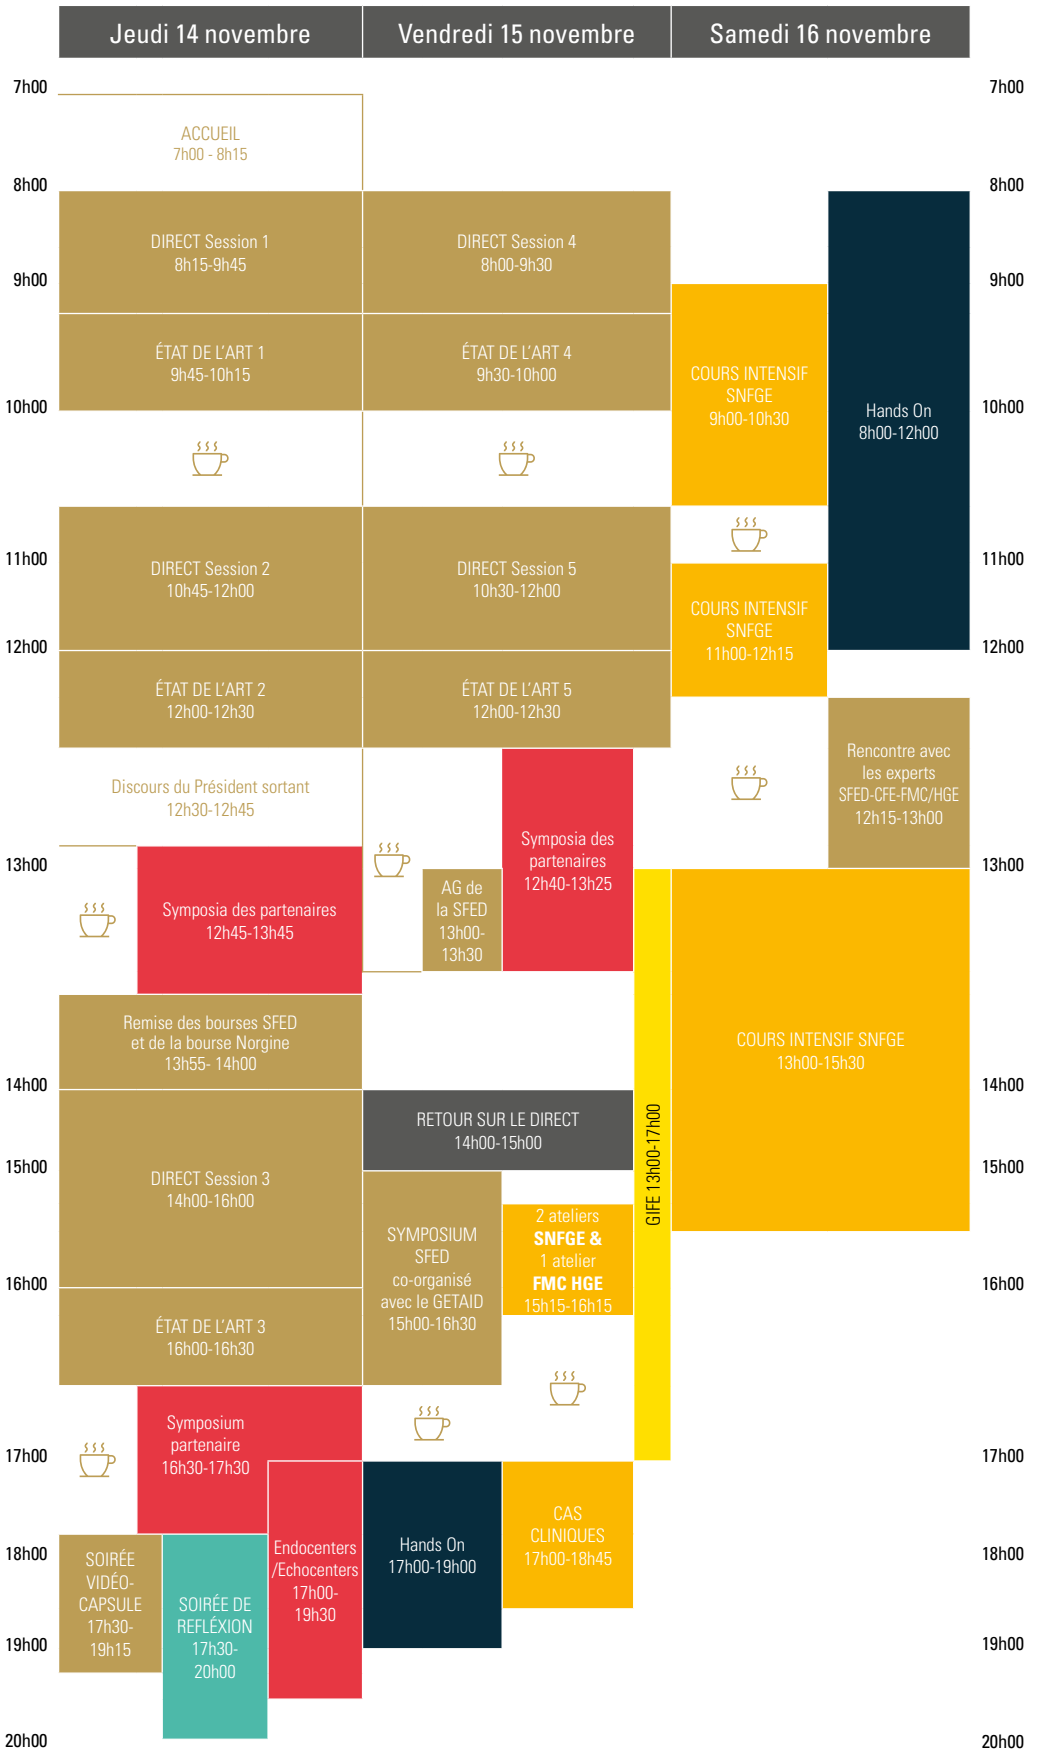 Jeudi 14 novembre
Vendredi 15 novembre
Samedi 16 novembre
7h00
7h00
ACCUEIL
7h00 - 8h15
8h00
8h00
DIRECT Session 1
8h15-9h45
DIRECT Session 4
8h00-9h30
9h00
9h00
ÉTAT DE L'ART 1
9h45-10h15
ÉTAT DE L'ART 4
9h30-10h00
COURS INTENSIF
SNFGE
9h00-10h30
Hands On
8h00-12h00
10h00
10h00
11h00
11h00
DIRECT Session 2
10h45-12h00
DIRECT Session 5
10h30-12h00
COURS INTENSIF
SNFGE
11h00-12h15
12h00
12h00
ÉTAT DE L'ART 2
12h00-12h30
ÉTAT DE L'ART 5
12h00-12h30
Rencontre avec
les experts
SFED-CFE-FMC/HGE
12h15-13h00
Discours du Président sortant
12h30-12h45
Symposia des
partenaires
12h40-13h25
13h00
13h00
Symposia des partenaires
12h45-13h45
AG de
la SFED
13h00-
13h30
Remise des bourses SFED
et de la bourse Norgine
13h55- 14h00
COURS INTENSIF SNFGE
13h00-15h30
14h00
14h00
RETOUR SUR LE DIRECT
14h00-15h00
GIFE 13h00-17h00
15h00
15h00
DIRECT Session 3
14h00-16h00
SYMPOSIUM
SFED
co-organisé
avec le GETAID
15h00-16h30
2 ateliers
SNFGE &
1 atelier
FMC HGE
15h15-16h15
16h00
16h00
ÉTAT DE L'ART 3
16h00-16h30
Symposium
partenaire
16h30-17h30
17h00
17h00
Endocenters
/Echocenters
17h00-
19h30
Hands On
17h00-19h00
CAS
CLINIQUES
17h00-18h45
18h00
18h00
SOIRÉE
VIDÉO-
CAPSULE
17h30-
19h15
SOIRÉE DE
REFLÉXION
17h30-
20h00
19h00
19h00
20h00
20h00